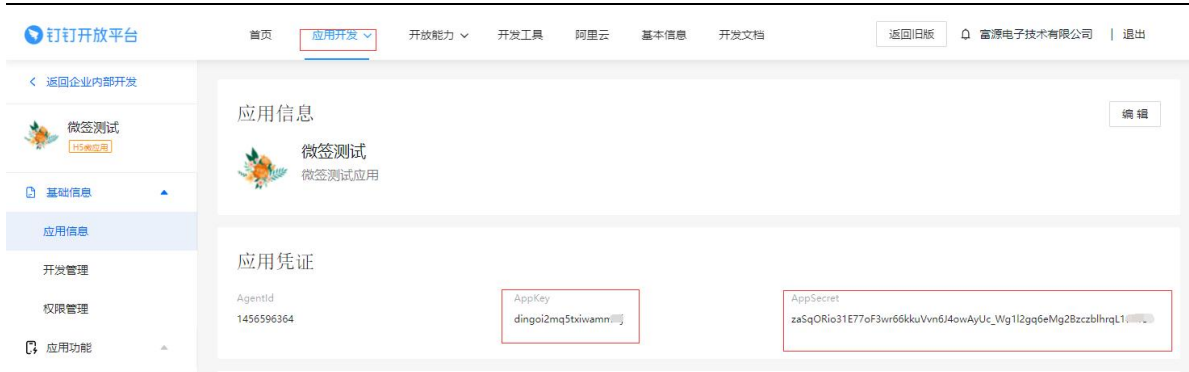 钉钉开放平台
首页 应用开发 开放能力 开发工具 阿里云 基本信息 开发文档 返回旧版 富源电子技术有限公司 | 退出
返回企业内部开发
微签测试
H5微应用
基础信息
应用信息
开发管理
权限管理
应用功能
应用信息
编辑
微签测试
微签测试应用
应用凭证
AgentId AppKey AppSecret
1456596364